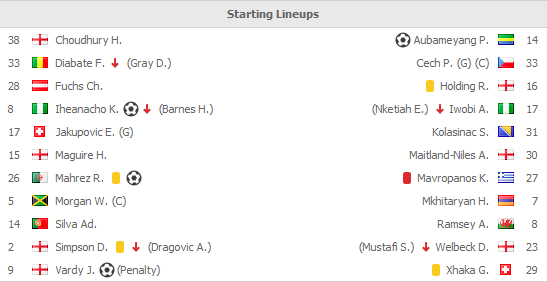 Starting Lineups
38 Choudhury H. Aubameyang P. 14
33 Diabate F. (Gray D.) Cech P. (G) (C) 33
28 Fuchs Ch. Holding R. 16
8 Iheanacho K. (Barnes H.) (Nketiah E.) Iwobi A. 17
17 Jakupovic E. (G) Kolasinac S. 31
15 Maguire H. Maitland-Niles A. 30
26 Mahrez R. Mavropanos K. 27
5 Morgan W. (C) Mkhitaryan H. 7
14 Silva Ad. Ramsey A. 8
2 Simpson D. (Dragovic A.) (Mustafi S.) Welbeck D. 23
9 Vardy J. (Penalty) Xhaka G. 29